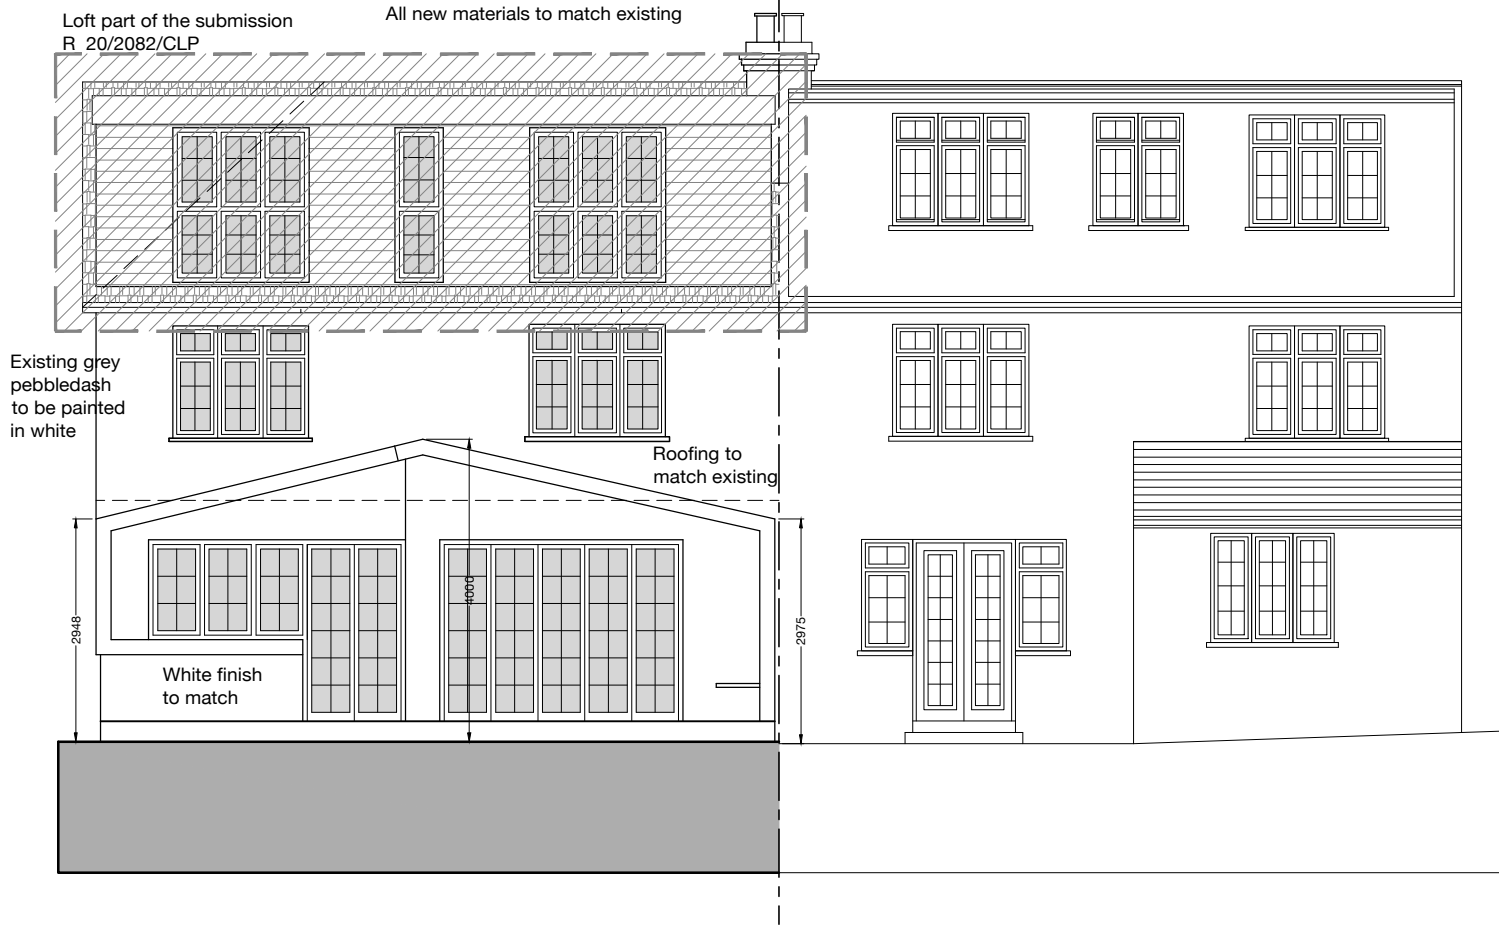 Loft part of the submission
R 20/2082/CLP
All new materials to match existing
Existing grey
pebbledash
to be painted
in white
Roofing to
match existing
2948
4000
2975
White finish
to match